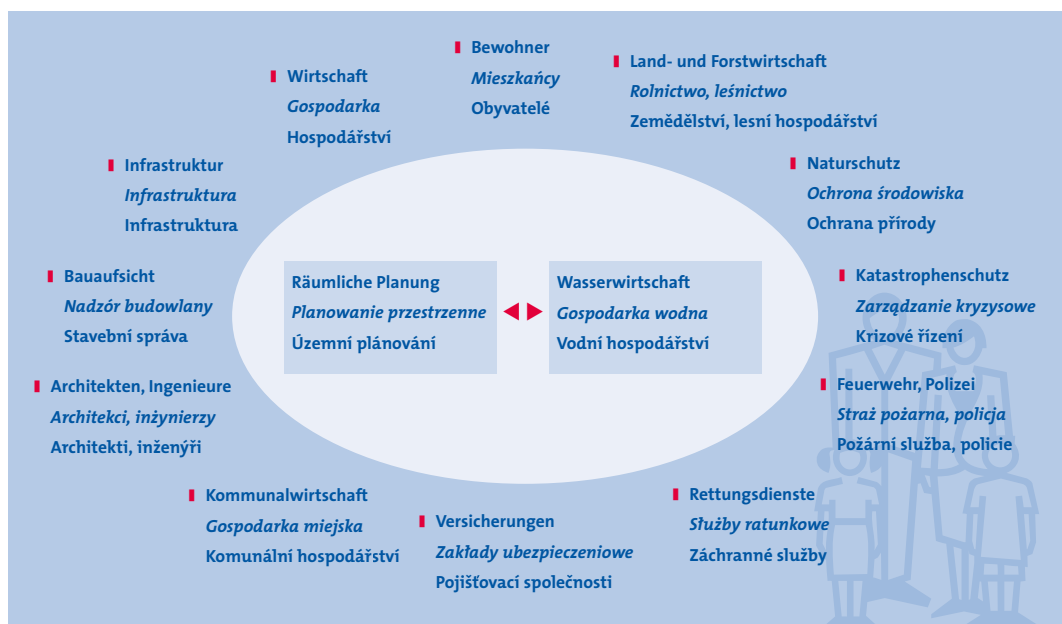 Bewohner
Mieszkańcy
Obyvatelé
Wirtschaft
Gospodarka
Hospodářství
Land- und Forstwirtschaft
Rolnictwo, leśnictwo
Zemědělství, lesní hospodářství
Infrastruktur
Infrastruktura
Infrastruktura
Naturschutz
Ochrona środowiska
Ochrana přírody
Bauaufsicht
Nadzór budowlany
Stavební správa
Räumliche Planung
Planowanie przestrzenne
Územní plánování
Wasserwirtschaft
Gospodarka wodna
Vodní hospodářství
Katastrophenschutz
Zarządzanie kryzysowe
Krizové řízení
Architekten, Ingenieure
Architekci, inżynierzy
Architekti, inženýři
Feuerwehr, Polizei
Straż pożarna, policja
Požární služba, policie
Kommunalwirtschaft
Gospodarka miejska
Komunální hospodářství
Versicherungen
Zakłady ubezpieczeniowe
Pojišťovací společnosti
Rettungsdienste
Służby ratunkowe
Záchranné služby